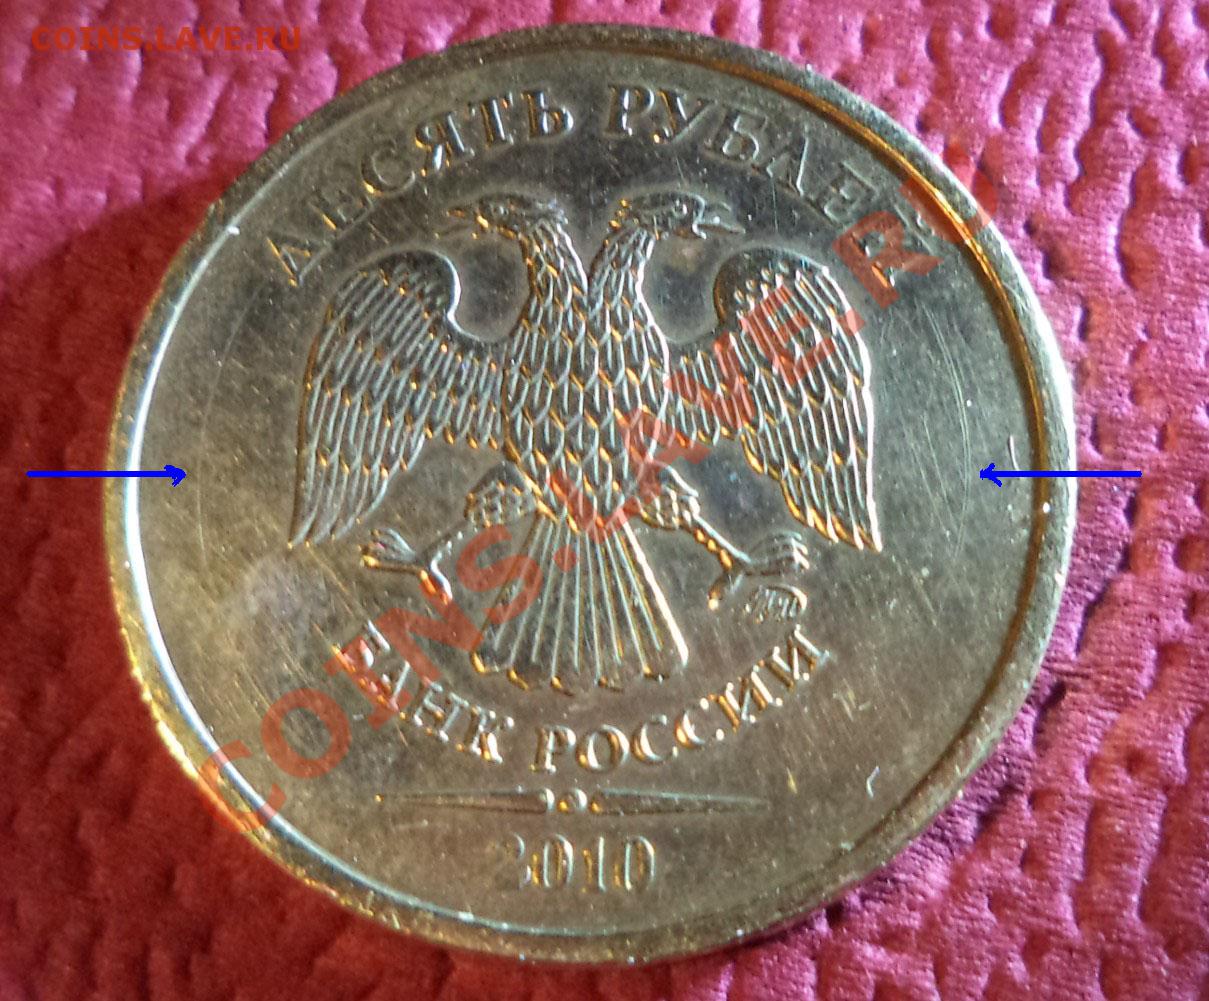 COINS.LAVE.RU
ДЕСЯТЬ РУБЛЕЙ
COINS.LAVE.RU
БАНК РОССИИ
2010